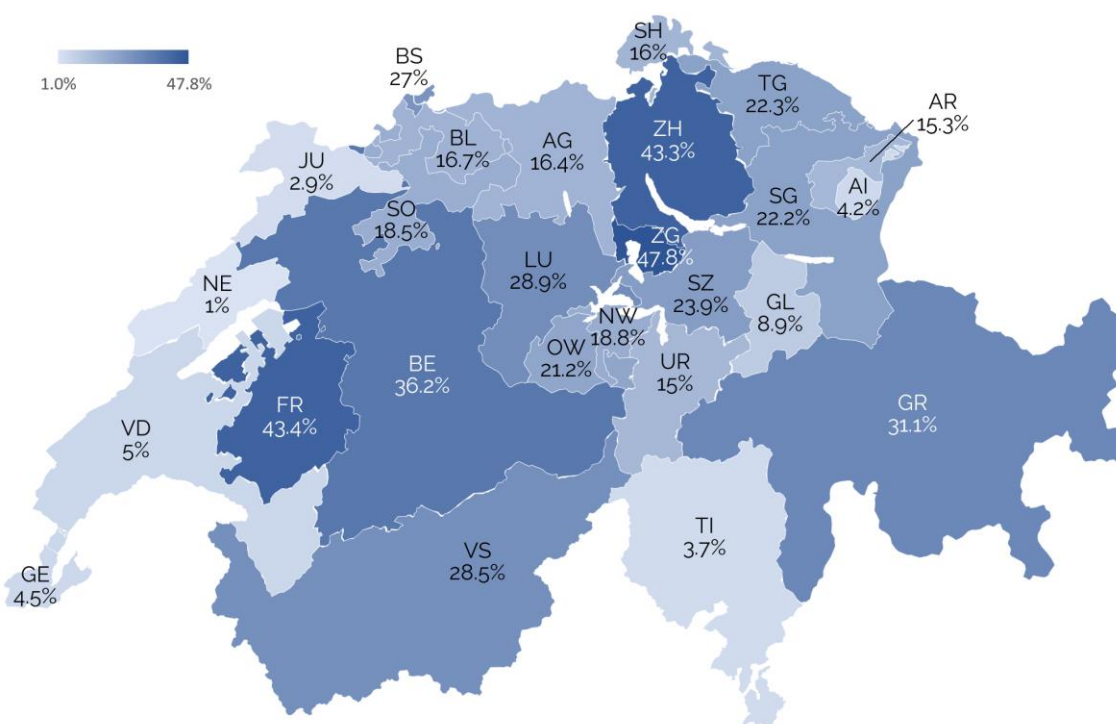 1.0% 47.8%
SH
16%
BS
27%
TG
22.3%
AR
15.3%
ZH
43.3%
BL
16.7%
AG
16.4%
JU
2.9%
AI
4.2%
SG
22.2%
SO
18.5%
ZG
47.8%
LU
28.9%
NE
1%
SZ
23.9%
GL
8.9%
NW
18.8%
OW
21.2%
UR
15%
BE
36.2%
FR
43.4%
GR
31.1%
VD
5%
TI
3.7%
VS
28.5%
GE
4.5%